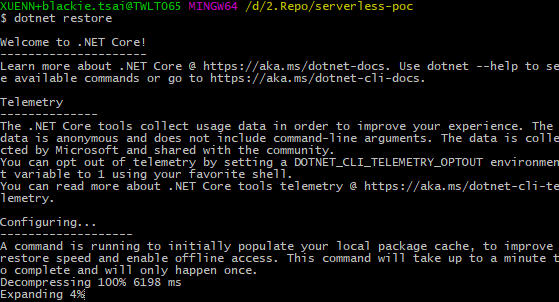 XUENN+blackie.tsai@TWLT065 MINGW64 /d/2.Repo/serverless-poc
$ dotnet restore
Welcome to .NET Core!
---------------------
Learn more about .NET Core @ https://aka.ms/dotnet-docs. Use dotnet --help to se
e available commands or go to https://aka.ms/dotnet-cli-docs.
Telemetry
--------------
The .NET Core tools collect usage data in order to improve your experience. The
data is anonymous and does not include command-line arguments. The data is colle
cted by Microsoft and shared with the community.
You can opt out of telemetry by setting a DOTNET_CLI_TELEMETRY_OPTOUT environmen
t variable to 1 using your favorite shell.
You can read more about .NET Core tools telemetry @ https://aka.ms/dotnet-cli-te
lemetry.
Configuring...
-------------------
A command is running to initially populate your local package cache, to improve
restore speed and enable offline access. This command will take up to a minute t
o complete and will only happen once.
Decompressing 100% 6198 ms
Expanding 4%